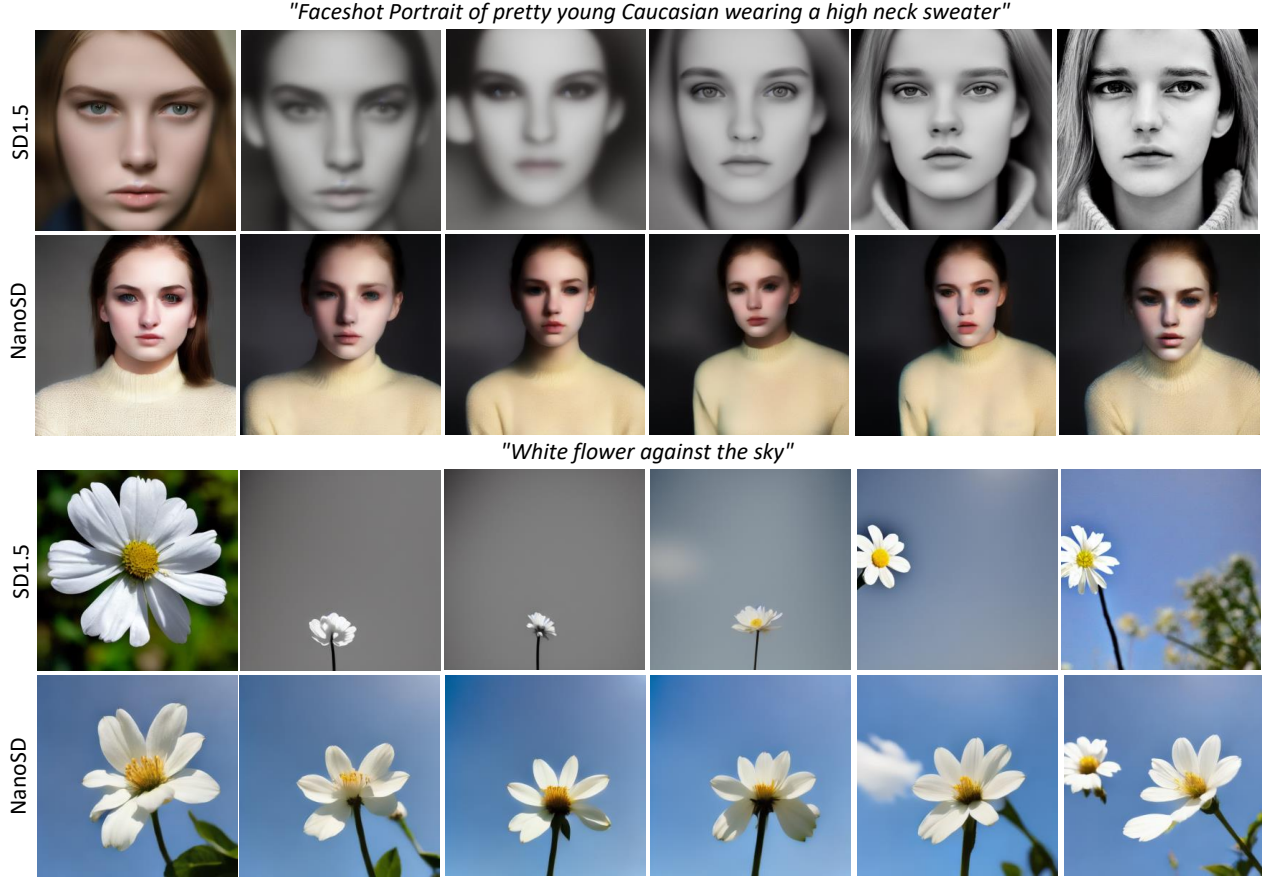 "Faceshot Portrait of pretty young Caucasian wearing a high neck sweater"
SD1.5
NanoSD
"White flower against the sky"
SD1.5
NanoSD